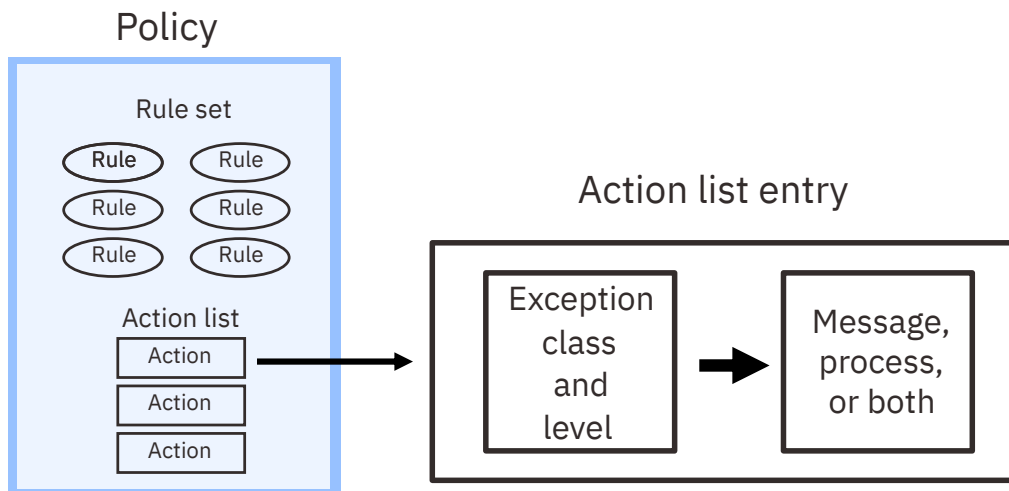 Policy
Rule set
Rule Rule
Rule Rule
Rule Rule
Action list
Action
Action
Action
Action list entry
Exception
class
and
level
Message,
process,
or both